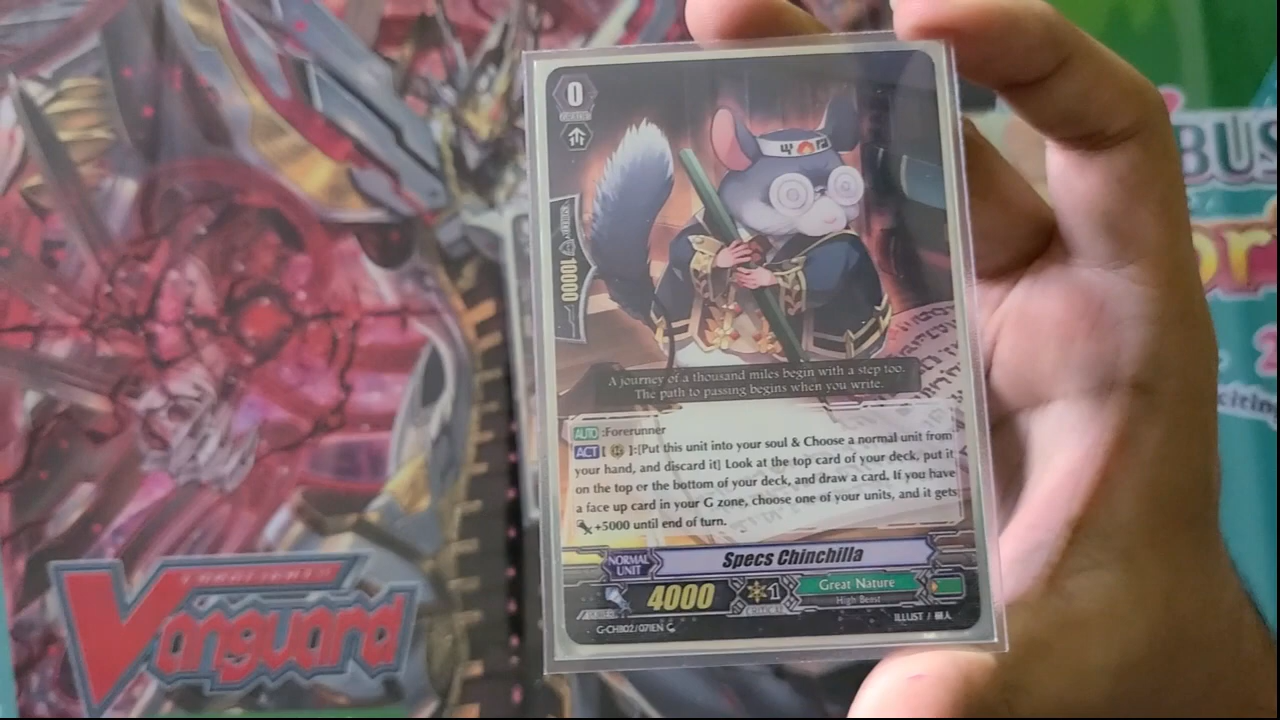 0
10000
A journey of a thousand miles begin with a step too.
The path to passing begins when you write.
AUTO :Forerunner
ACT [ ]:[Put this unit into your soul & Choose a normal unit from
your hand, and discard it] Look at the top card of your deck, put it
on the top or the bottom of your deck, and draw a card. If you have
a face up card in your G zone, choose one of your units, and it gets
+5000 until end of turn.
NORMAL
UNIT
Specs Chinchilla
POWER
4000
1
CRITICAL
Great Nature
High Beast
G-CHB02/071EN C
ILLUST /
Vanguard
BUS